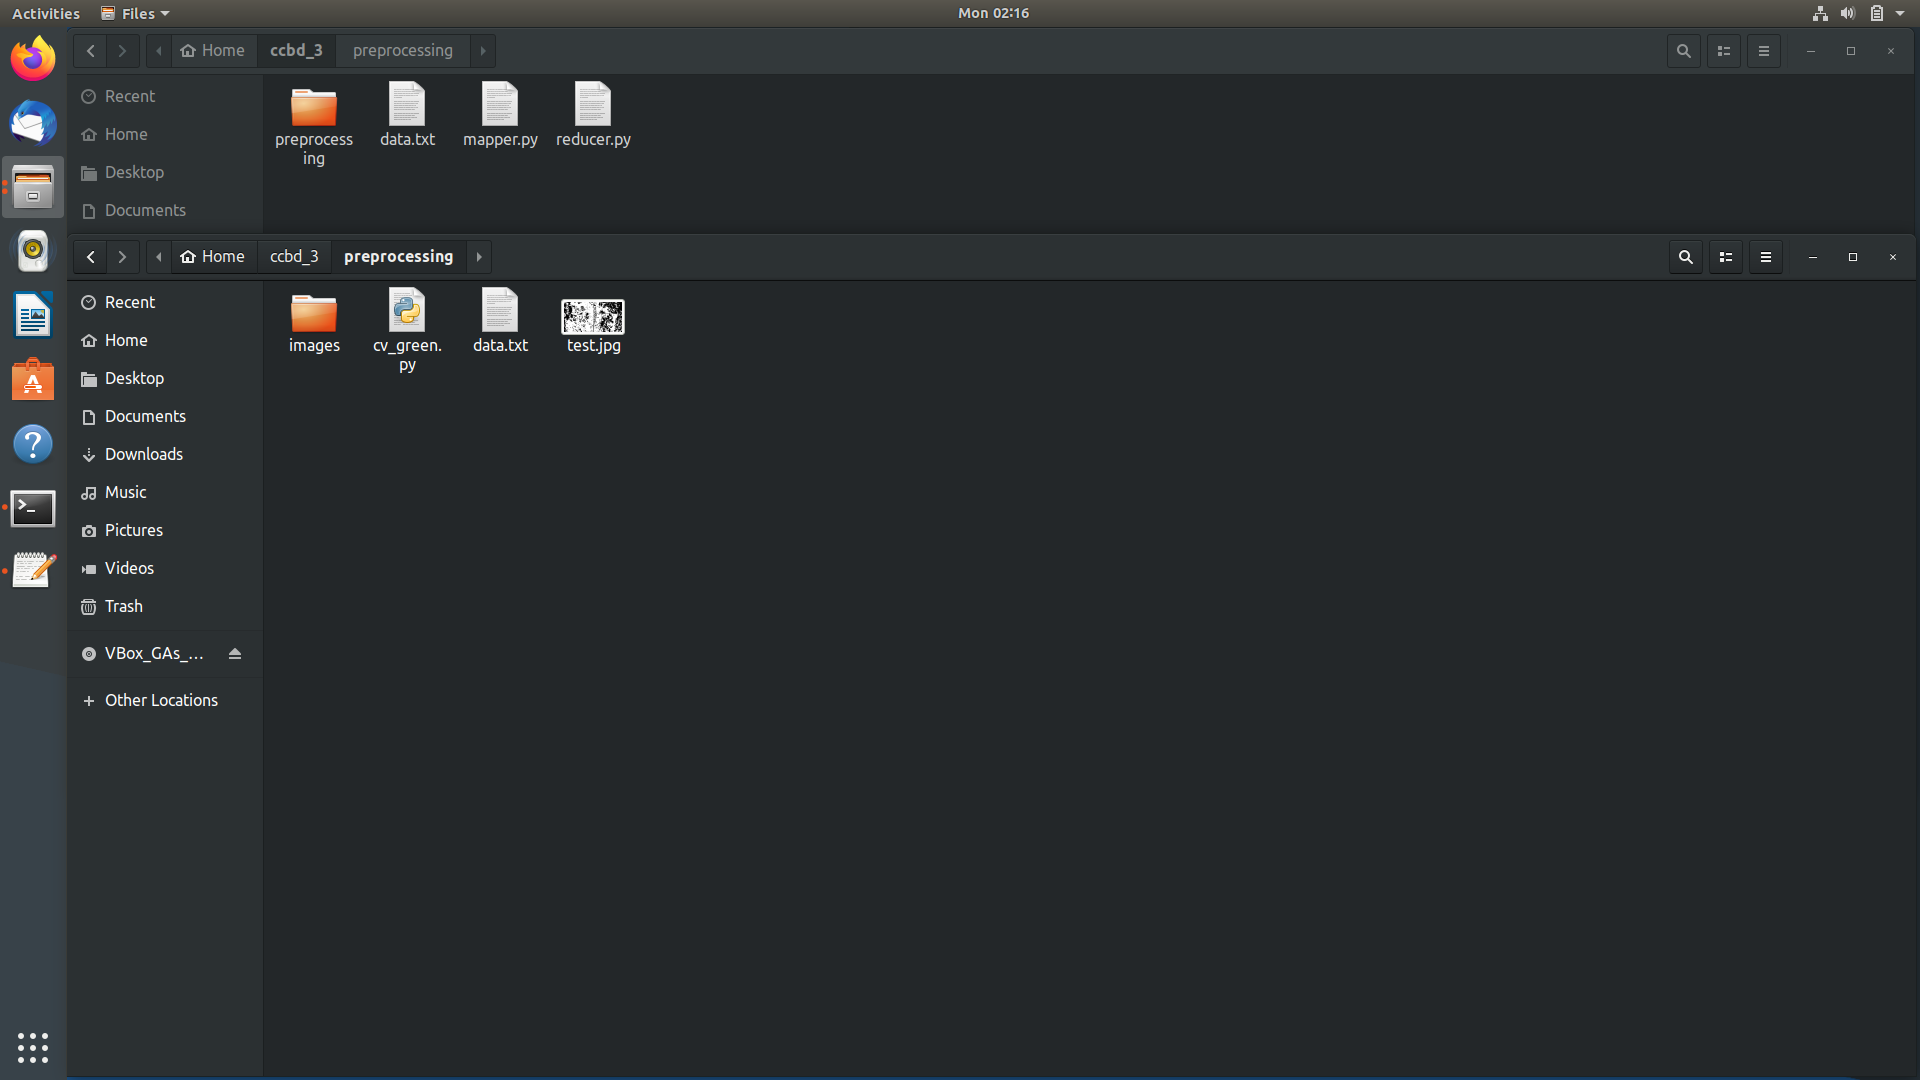 Activities Files Mon 02:16
Home ccbd_3 preprocessing
Recent
Home
Desktop
Documents
preprocess
ing
data.txt
mapper.py
reducer.py
Home ccbd_3 preprocessing
Recent
Home
Desktop
Documents
Downloads
Music
Pictures
Videos
Trash
VBox_GAs_...
Other Locations
images
cv_green.
py
data.txt
test.jpg